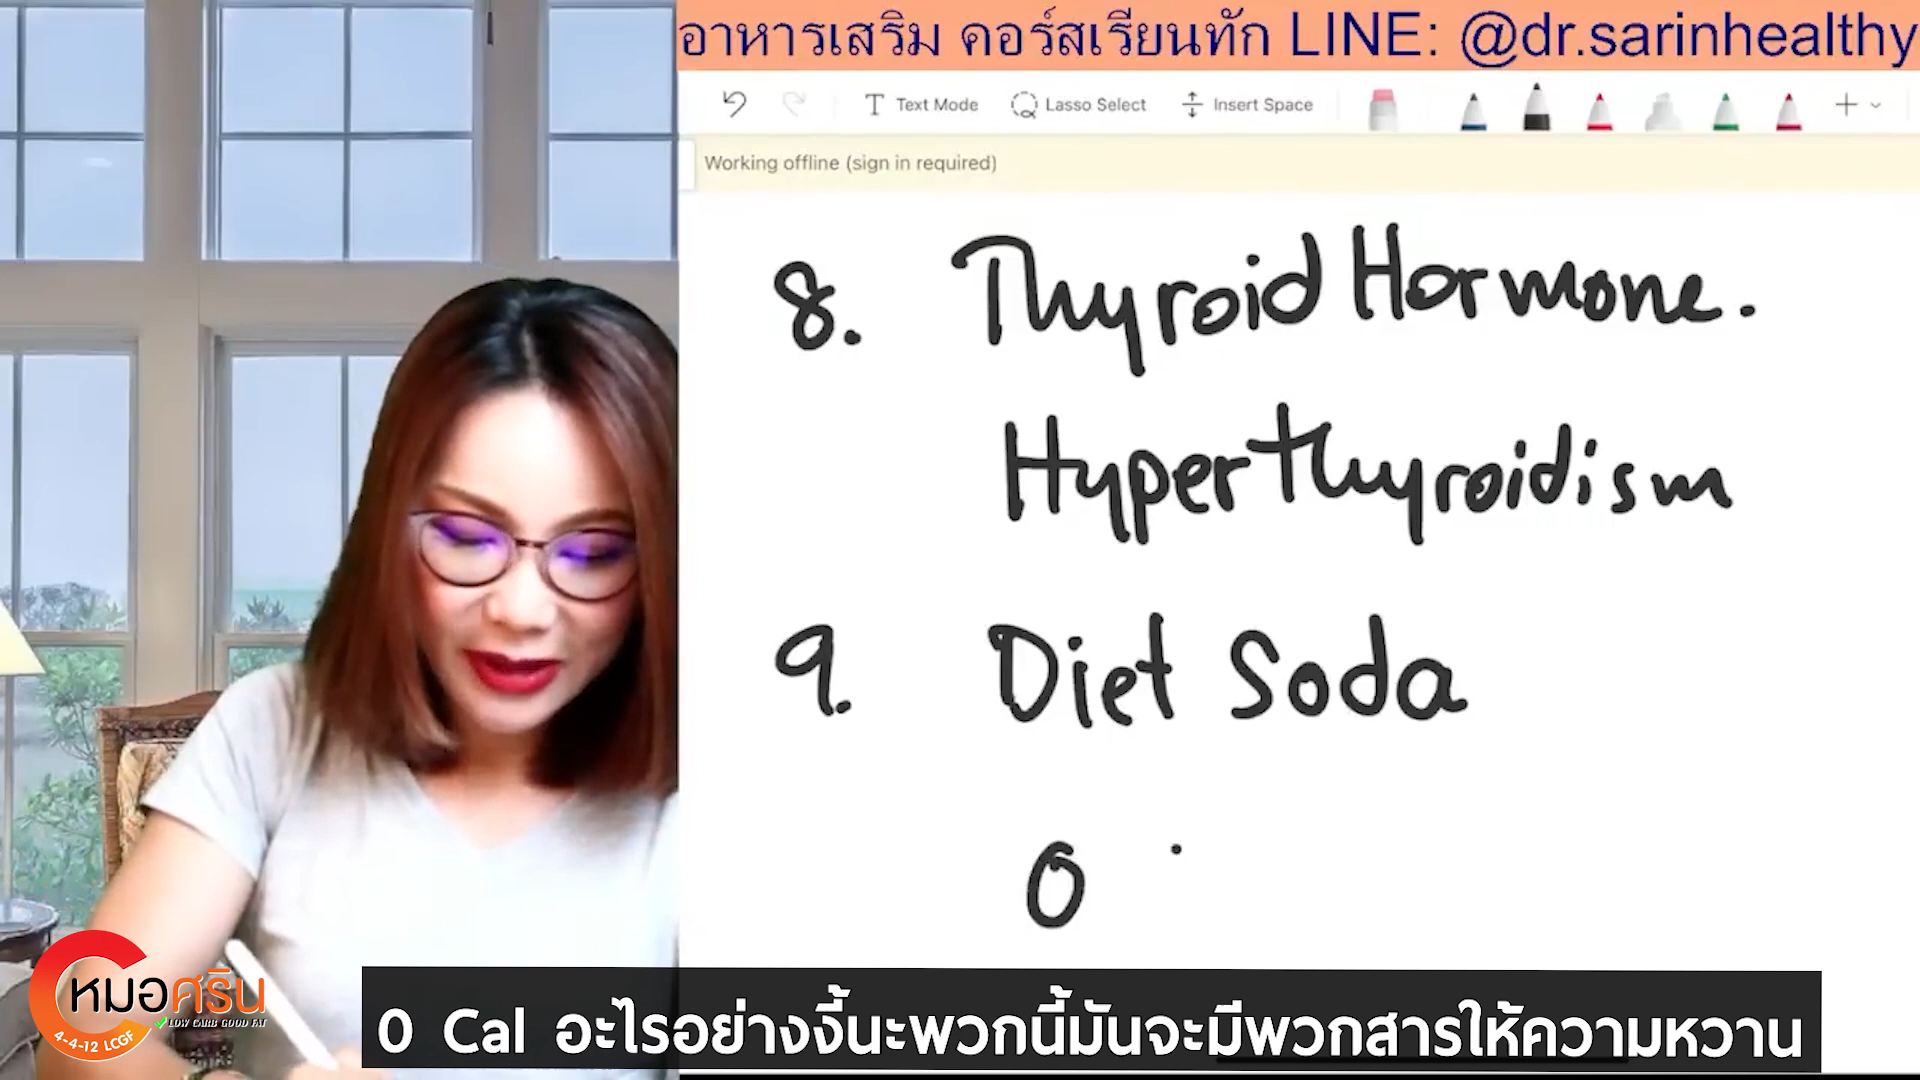 อาหารเสริม คอร์สเรียนทัก LINE: @dr.sarinhealthy
Text Mode Lasso Select Insert Space
Working offline (sign in required)
8. Thyroid Hormone.
Hyperthyroidism
9. Diet Soda
0
หมอศริน
LOW CARB GOOD FAT
4-4-12 LCGF
0 Cal อะไรอย่างงี้นะพวกนี้มันจะมีพวกสารให้ความหวาน